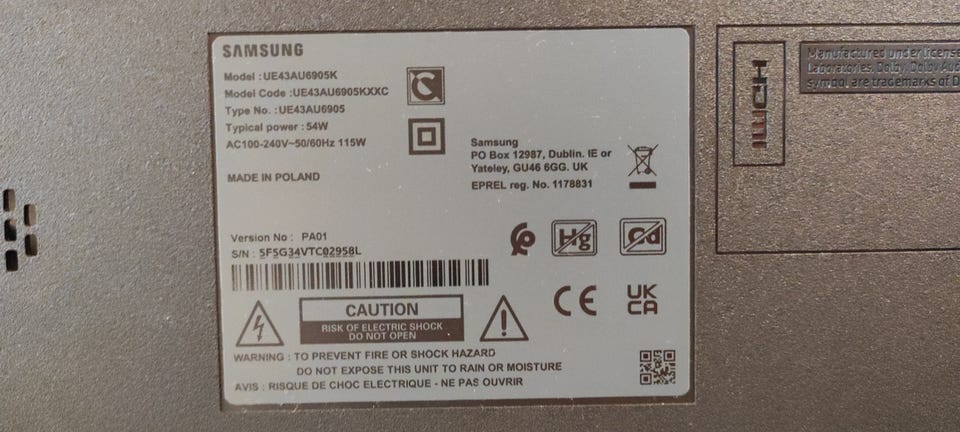 SAMSUNG
Model : UE43AU6905K
Model Code : UE43AU6905KXXC
Type No. : UE43AU6905
Typical power : 54W
AC100-240V~50/60Hz 115W
MADE IN POLAND
Samsung
PO Box 12987, Dublin. IE or
Yateley, GU46 6GG. UK
EPREL reg. No. 1178831
Version No : PA01
S/N : 5F5G34VTC02958L
Hg
Cd
CE
UK
CA
CAUTION
RISK OF ELECTRIC SHOCK
DO NOT OPEN
WARNING : TO PREVENT FIRE OR SHOCK HAZARD
DO NOT EXPOSE THIS UNIT TO RAIN OR MOISTURE
AVIS : RISQUE DE CHOC ELECTRIQUE - NE PAS OUVRIR
HDMI
Manufactured under license
Laboratories. Dolby, Dolby Aud
symbol are trademarks of D